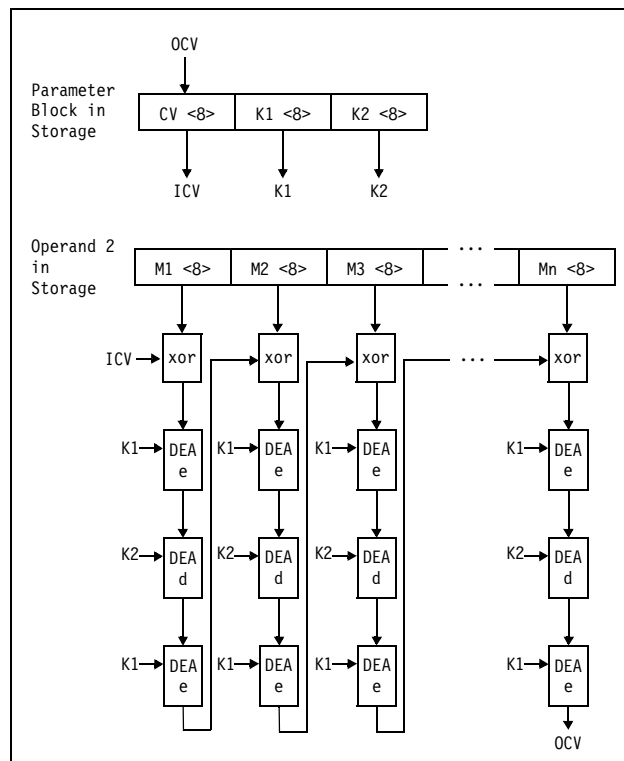 OCV
Parameter
Block in
Storage
CV <8> K1 <8> K2 <8>
ICV K1 K2
Operand 2
in
Storage
M1 <8> M2 <8> M3 <8> ... ... Mn <8>
ICV xor xor xor ... xor
K1 DEA e K1 DEA e K1 DEA e K1 DEA e
K2 DEA d K2 DEA d K2 DEA d K2 DEA d
K1 DEA e K1 DEA e K1 DEA e K1 DEA e
OCV